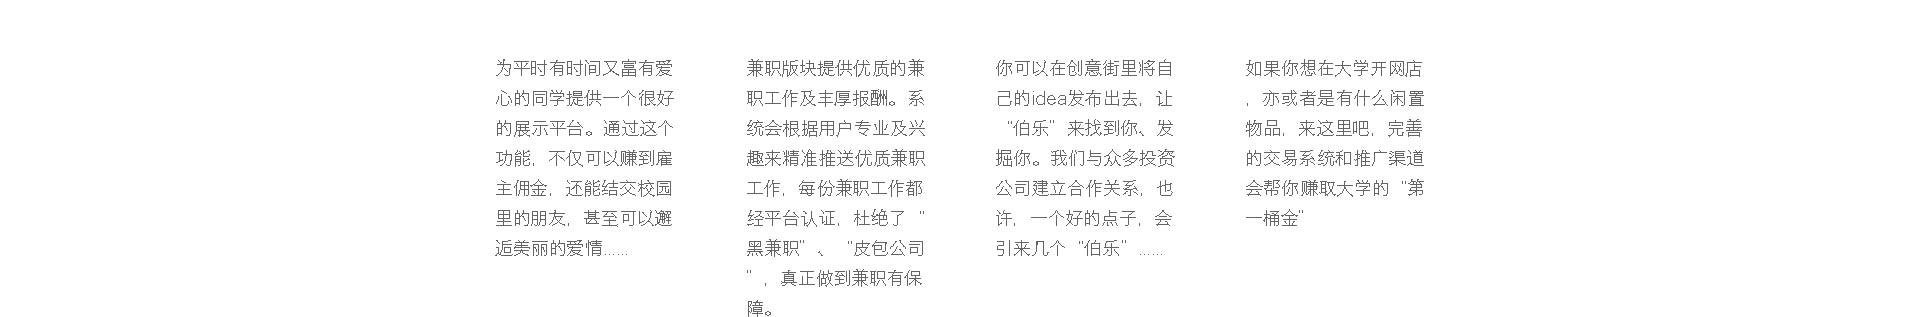 为平时有时间又富有爱
心的同学提供一个很好
的展示平台。通过这个
功能，不仅可以赚到雇
主佣金，还能结交校园
里的朋友，甚至可以邂
逅美丽的爱情……
兼职版块提供优质的兼
职工作及丰厚报酬。系
统会根据用户专业及兴
趣来精准推送优质兼职
工作，每份兼职工作都
经平台认证，杜绝了“
黑兼职”、“皮包公司
”，真正做到兼职有保
障。
你可以在创意街里将自
己的idea发布出去，让
“伯乐”来找到你、发
掘你。我们与众多投资
公司建立合作关系，也
许，一个好的点子，会
引来几个“伯乐”……
如果你想在大学开网店
，亦或者是有什么闲置
物品，来这里吧，完善
的交易系统和推广渠道
会帮你赚取大学的“第
一桶金”